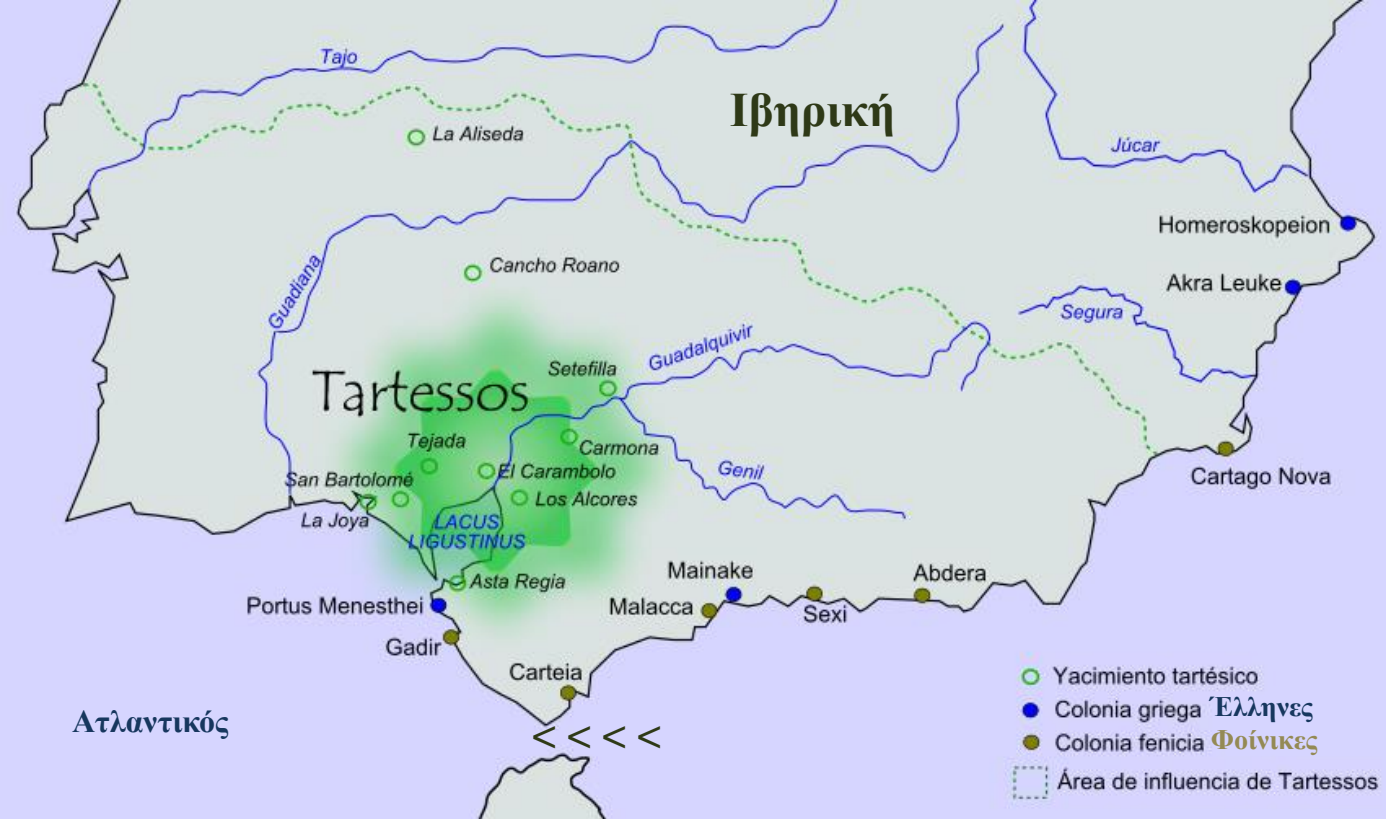 Tajo
Ιβηρική
La Aliseda
Júcar
Homeroskopeion
Cancho Roano
Akra Leuke
Guadiana
Segura
Guadalquivir
Setefilla
Tartessos
Tejada
Carmona
El Carambolo
Genil
San Bartolomé
Los Alcores
Cartago Nova
La Joya
LACUS
LIGUSTINUS
Asta Regia
Mainake
Abdera
Portus Menesthei
Malacca
Sexi
Gadir
Carteia
Ατλαντικός
< < < <
Yacimiento tartésico
Colonia griega Έλληνες
Colonia fenicia Φοίνικες
Área de influencia de Tartessos